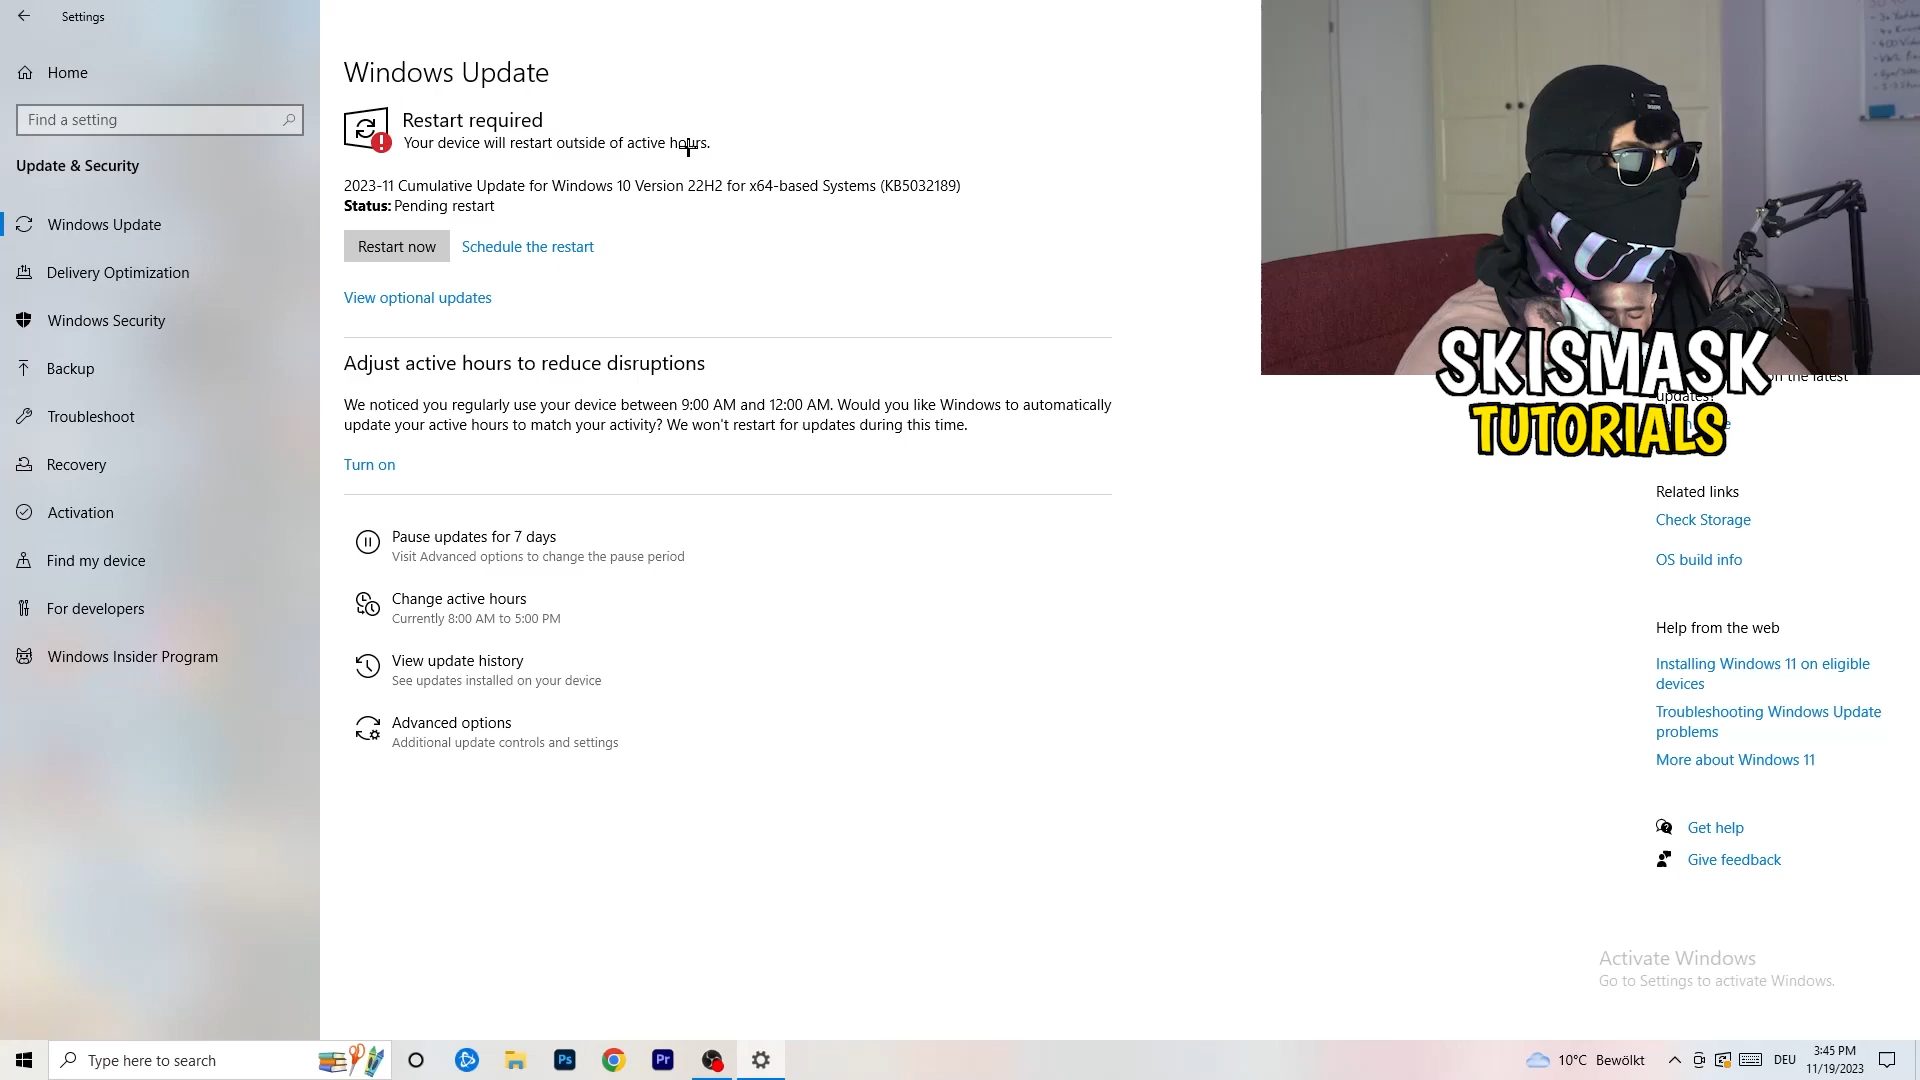 Settings
Home
Find a setting
Update & Security
Windows Update
Delivery Optimization
Windows Security
Backup
Troubleshoot
Recovery
Activation
Find my device
For developers
Windows Insider Program
Windows Update
Restart required
Your device will restart outside of active hours.
2023-11 Cumulative Update for Windows 10 Version 22H2 for x64-based Systems (KB5032189)
Status: Pending restart
Restart now
Schedule the restart
View optional updates
Adjust active hours to reduce disruptions
We noticed you regularly use your device between 9:00 AM and 12:00 AM. Would you like Windows to automatically
update your active hours to match your activity? We won't restart for updates during this time.
Turn on
Pause updates for 7 days
Visit Advanced options to change the pause period
Change active hours
Currently 8:00 AM to 5:00 PM
View update history
See updates installed on your device
Advanced options
Additional update controls and settings
SKISMASK
TUTORIALS
on the latest
updates?
Related links
Check Storage
OS build info
Help from the web
Installing Windows 11 on eligible
devices
Troubleshooting Windows Update
problems
More about Windows 11
Get help
Give feedback
Activate Windows
Go to Settings to activate Windows.
Type here to search
Ps
Pr
10°C Bewölkt
DEU
3:45 PM
11/19/2023